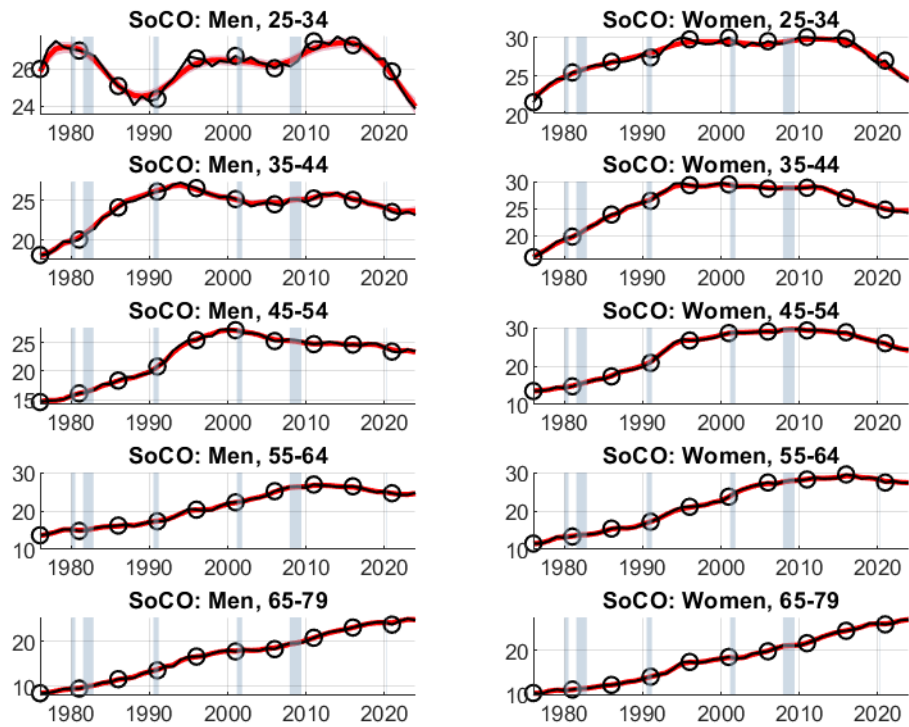 SoCO: Men, 25-34
26
24
1980 1990 2000 2010 2020
SoCO: Women, 25-34
30
25
20
1980 1990 2000 2010 2020
SoCO: Men, 35-44
25
20
1980 1990 2000 2010 2020
SoCO: Women, 35-44
30
25
20
1980 1990 2000 2010 2020
SoCO: Men, 45-54
25
20
15
1980 1990 2000 2010 2020
SoCO: Women, 45-54
30
20
10
1980 1990 2000 2010 2020
SoCO: Men, 55-64
30
20
10
1980 1990 2000 2010 2020
SoCO: Women, 55-64
30
20
10
1980 1990 2000 2010 2020
SoCO: Men, 65-79
20
10
1980 1990 2000 2010 2020
SoCO: Women, 65-79
20
10
1980 1990 2000 2010 2020